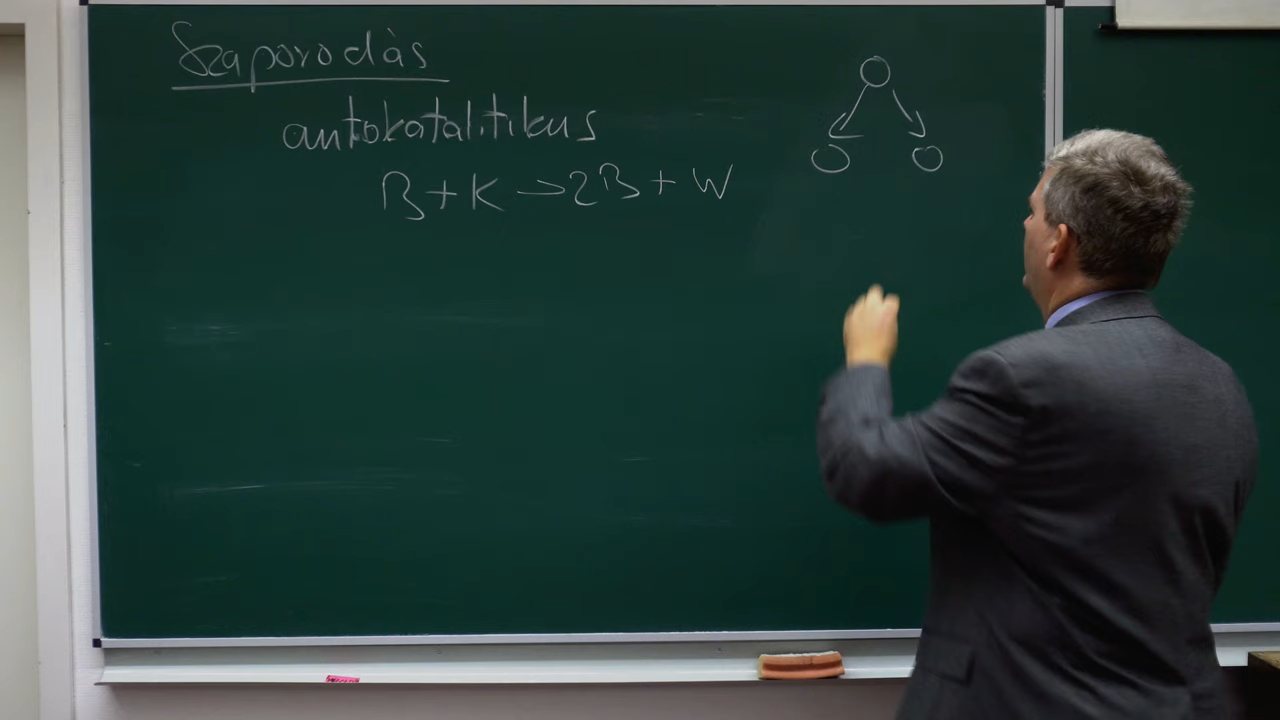 Szaporodás
autokatalitikus
B + K → 2B + W